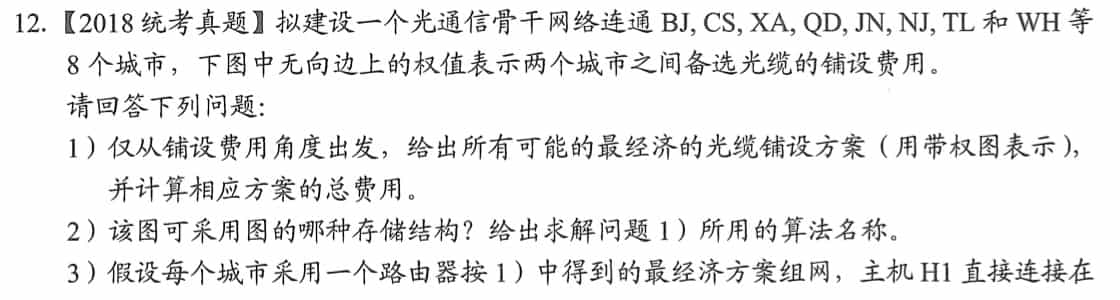 12.【2018统考真题】拟建设一个光通信骨干网络连通 BJ, CS, XA, QD, JN, NJ, TL 和 WH 等
8 个城市，下图中无向边上的权值表示两个城市之间备选光缆的铺设费用。
请回答下列问题:
1）仅从铺设费用角度出发，给出所有可能的最经济的光缆铺设方案（用带权图表示），
并计算相应方案的总费用。
2）该图可采用图的哪种存储结构？给出求解问题 1）所用的算法名称。
3）假设每个城市采用一个路由器按 1）中得到的最经济方案组网，主机 H1 直接连接在